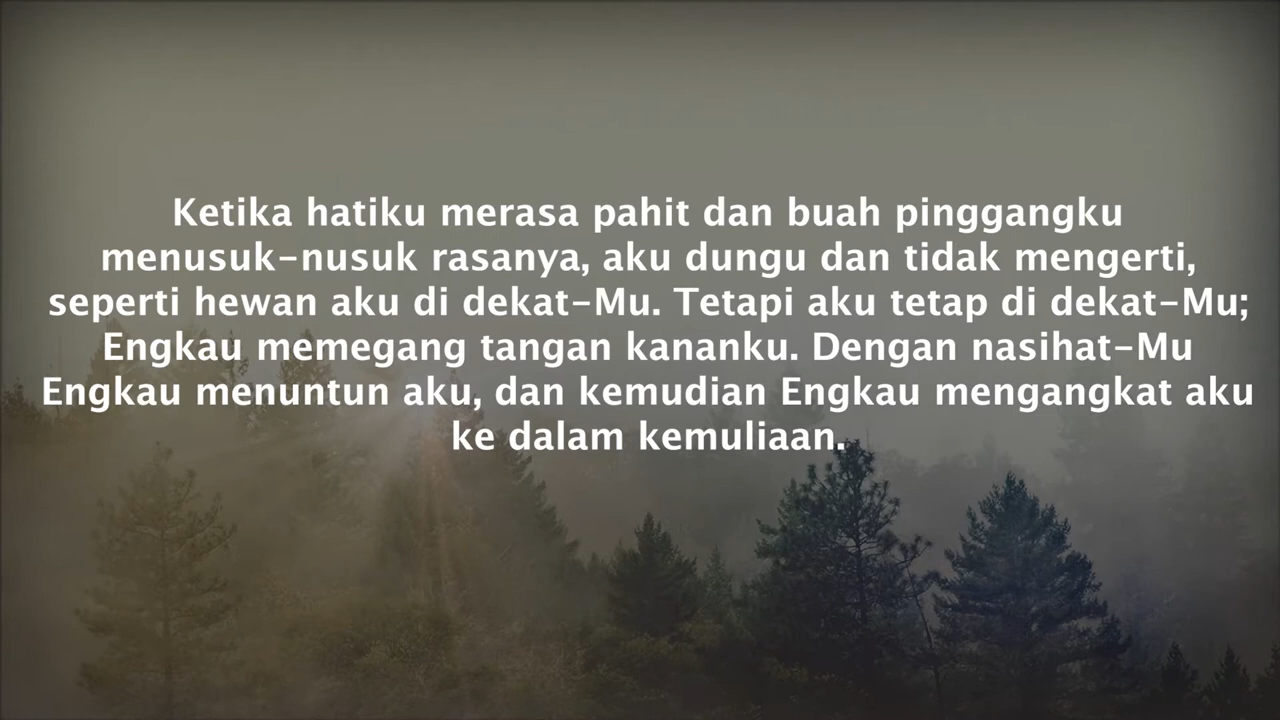 Ketika hatiku merasa pahit dan buah pinggangku
menusuk-nusuk rasanya, aku dungu dan tidak mengerti,
seperti hewan aku di dekat-Mu. Tetapi aku tetap di dekat-Mu;
Engkau memegang tangan kananku. Dengan nasihat-Mu
Engkau menuntun aku, dan kemudian Engkau mengangkat aku
ke dalam kemuliaan.